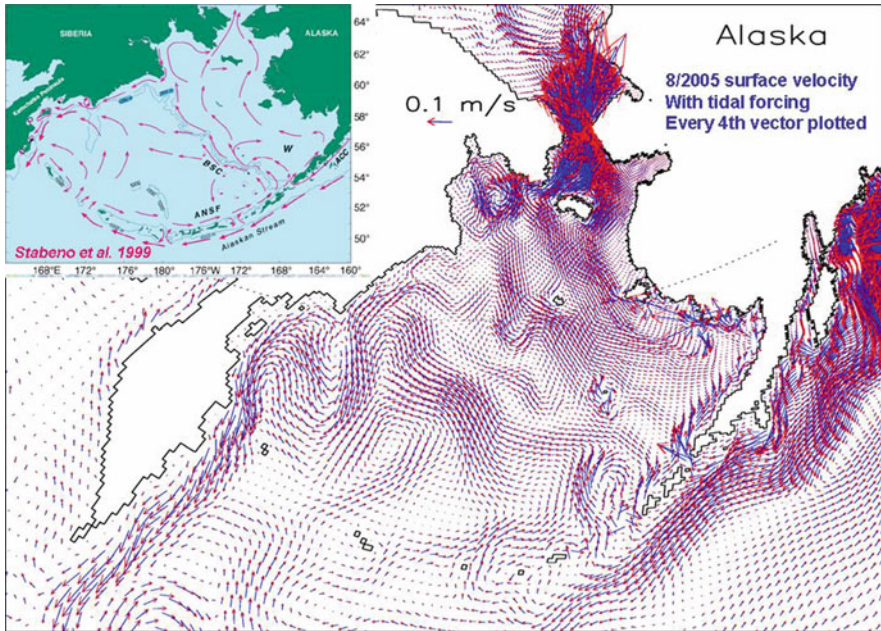 SIBERIA
ALASKA
Kamchatka Peninsula
W
BSC
ACC
ANSF
Alaskan Stream
Stabeno et al. 1999
64°
62°
60°
58°
56°
54°
52°
50°
168°E 172° 176° 180° 176°W 172° 168° 164° 160°
Alaska
8/2005 surface velocity
With tidal forcing
Every 4th vector plotted
0.1 m/s